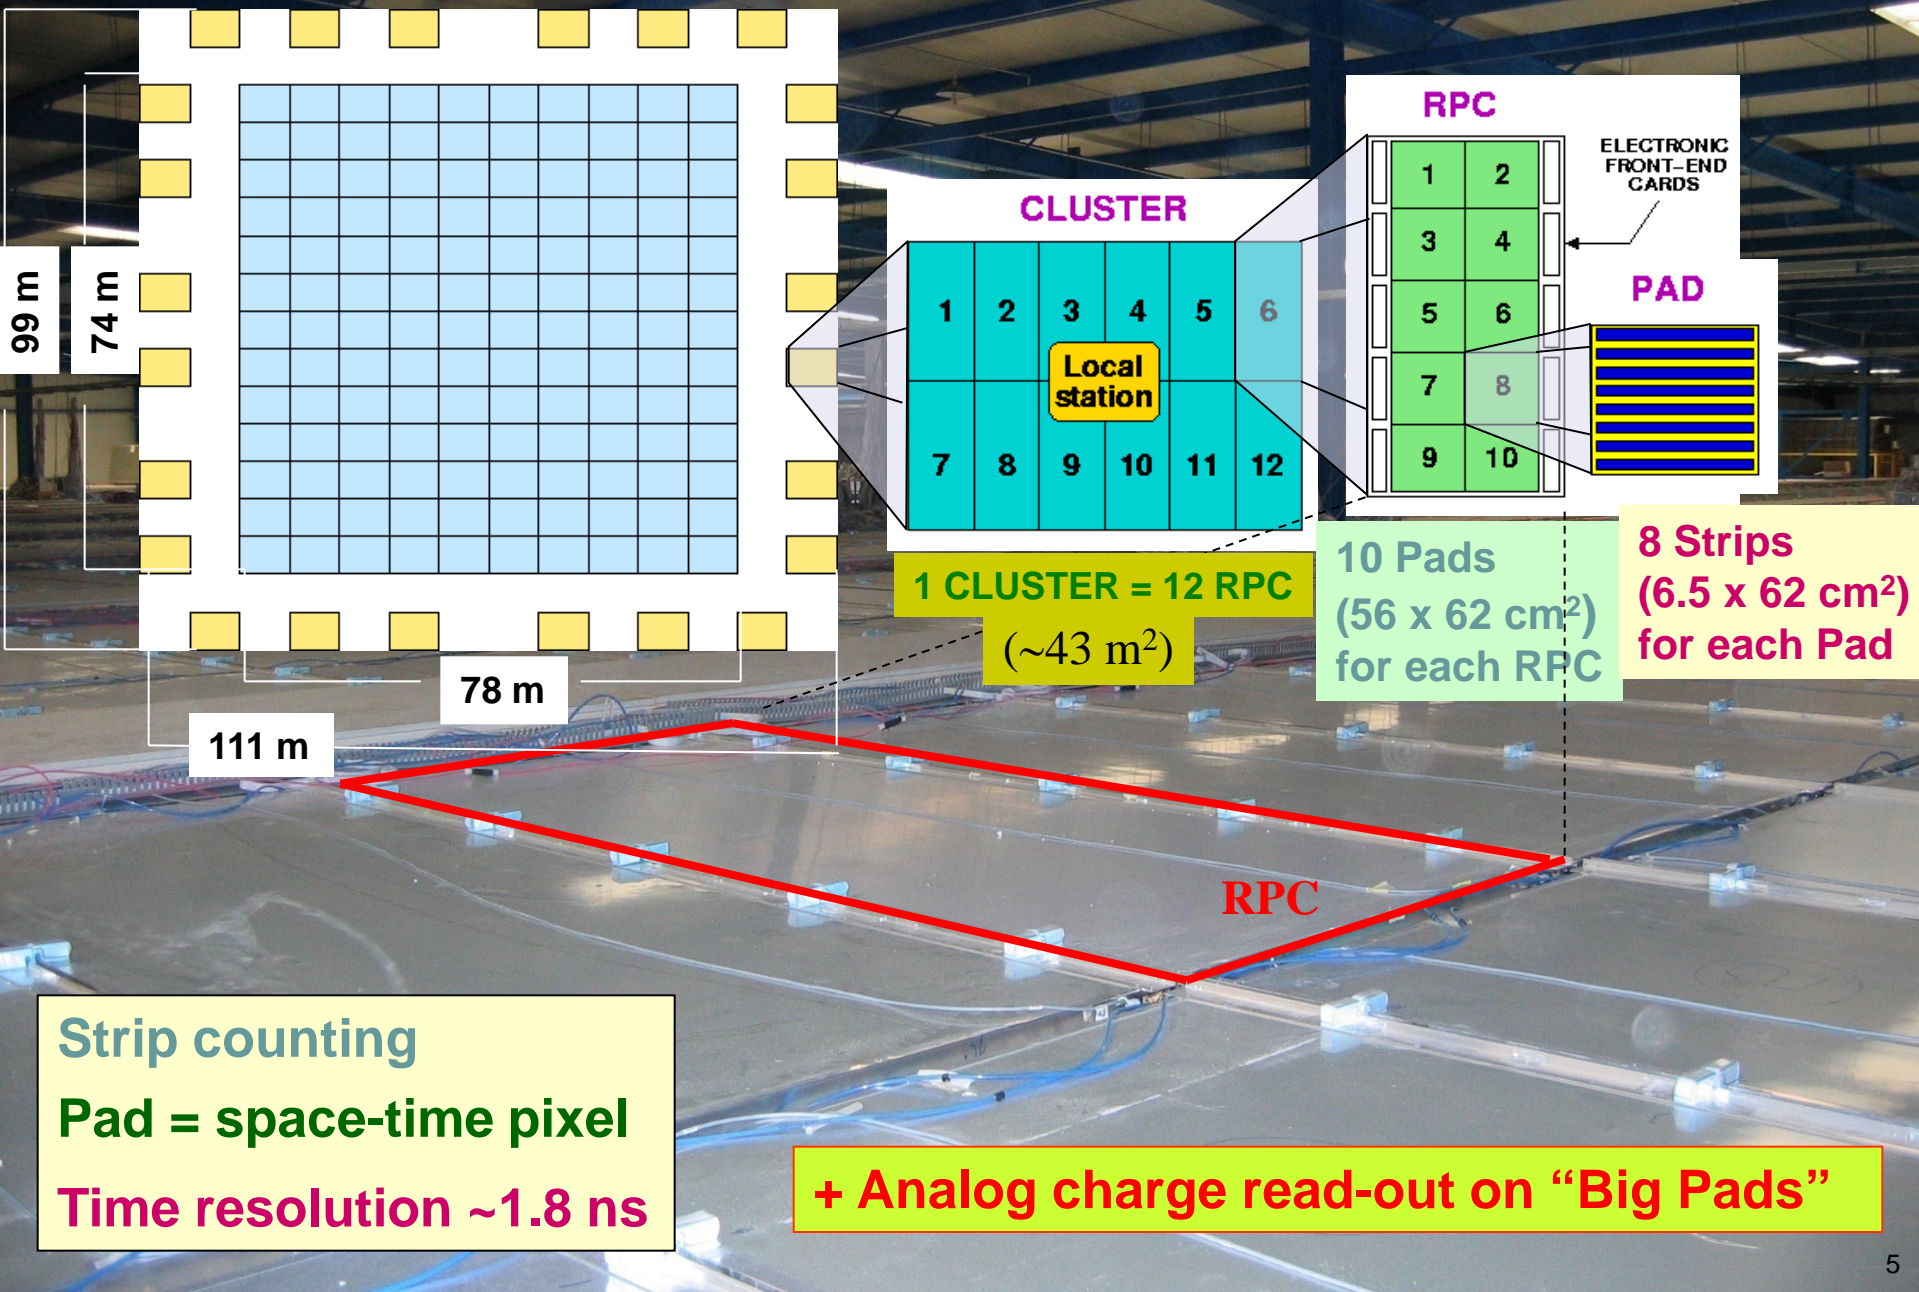 99 m
74 m
78 m
111 m
CLUSTER
1 2 3 4 5 6
Local
station
7 8 9 10 11 12
1 CLUSTER = 12 RPC
(~43 m²)
RPC
1 2
3 4
5 6
7 8
9 10
ELECTRONIC
FRONT-END
CARDS
PAD
10 Pads
(56 x 62 cm²)
for each RPC
8 Strips
(6.5 x 62 cm²)
for each Pad
RPC
Strip counting
Pad = space-time pixel
Time resolution ~1.8 ns
+ Analog charge read-out on “Big Pads”
5